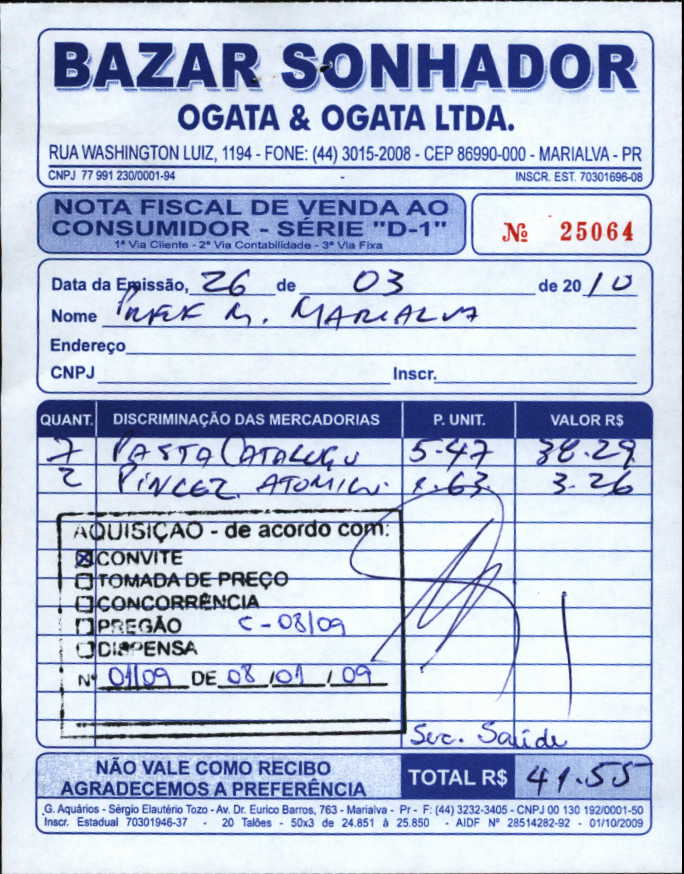 BAZAR SONHADOR
OGATA & OGATA LTDA.
RUA WASHINGTON LUIZ, 1194 - FONE: (44) 3015-2008 - CEP 86990-000 - MARIALVA - PR
CNPJ 77 991 230/0001-94 INSCR. EST. 70301696-08
NOTA FISCAL DE VENDA AO
CONSUMIDOR - SÉRIE "D-1"
1ª Via Cliente - 2ª Via Contabilidade - 3ª Via Fixa
Nº 25064
Data da Emissão, 26 de 03 de 2010
Nome Pref M. MARIALVA
Endereço
CNPJ Inscr.
QUANT. DISCRIMINAÇÃO DAS MERCADORIAS P. UNIT. VALOR R$
7 PASTA CATALOGO 5-47 38.29
2 PINCEL ATOMICO 1.63 3.26
AQUISIÇÃO - de acordo com:
☒ CONVITE
☐ TOMADA DE PREÇO
☐ CONCORRÊNCIA
☐ PREGÃO C-08/09
☐ DISPENSA
Nº 01/09 DE 08/01/09
Sec. Saúde
NÃO VALE COMO RECIBO
AGRADECEMOS A PREFERÊNCIA
TOTAL R$ 41.55
G. Aquários - Sérgio Elautério Tozo - Av. Dr. Eurico Barros, 763 - Marialva - Pr - F: (44) 3232-3405 - CNPJ 00 130 192/0001-50
Inscr. Estadual 70301946-37 - 20 Talões - 50x3 de 24.851 à 25.850 - AIDF Nº 28514282-92 - 01/10/2009